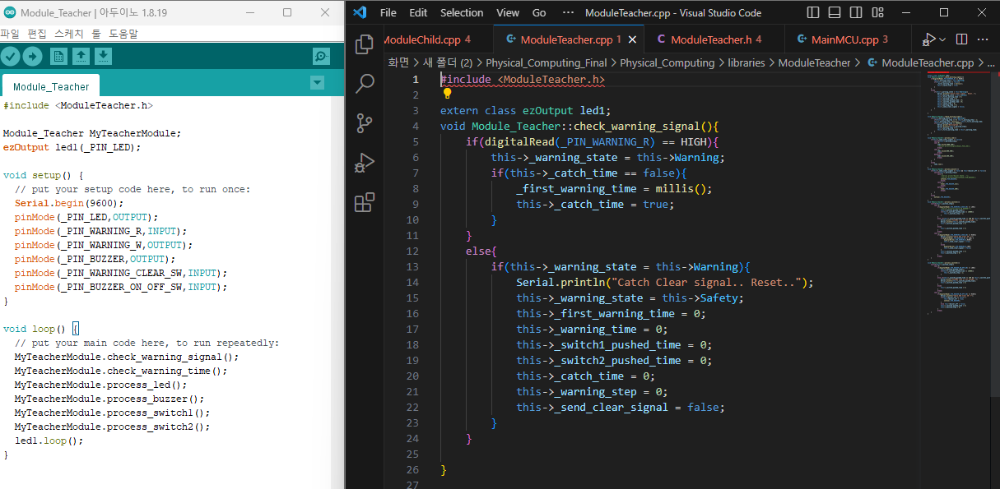 Module_Teacher | 아두이노 1.8.19
파일 편집 스케치 툴 도움말
Module_Teacher
#include <ModuleTeacher.h>
Module_Teacher MyTeacherModule;
ezOutput led1(_PIN_LED);
void setup() {
// put your setup code here, to run once:
Serial.begin(9600);
pinMode(_PIN_LED,OUTPUT);
pinMode(_PIN_WARNING_R,INPUT);
pinMode(_PIN_WARNING_W,OUTPUT);
pinMode(_PIN_BUZZER,OUTPUT);
pinMode(_PIN_WARNING_CLEAR_SW,INPUT);
pinMode(_PIN_BUZZER_ON_OFF_SW,INPUT);
}
void loop() {
// put your main code here, to run repeatedly:
MyTeacherModule.check_warning_signal();
MyTeacherModule.check_warning_time();
MyTeacherModule.process_led();
MyTeacherModule.process_buzzer();
MyTeacherModule.process_switch1();
MyTeacherModule.process_switch2();
led1.loop();
}
File Edit Selection View Go ··· ModuleTeacher.cpp - Visual Studio Code
ModuleChild.cpp 4 ModuleTeacher.cpp 1 C ModuleTeacher.h 4 MainMCU.cpp 3
화면 > 새 폴더 (2) > Physical_Computing_Final > Physical_Computing > libraries > ModuleTeacher > ModuleTeacher.cpp > ...
1 #include <ModuleTeacher.h>
2
3 extern class ezOutput led1;
4 void Module_Teacher::check_warning_signal(){
5 if(digitalRead(_PIN_WARNING_R) == HIGH){
6 this->_warning_state = this->Warning;
7 if(this->_catch_time == false){
8 _first_warning_time = millis();
9 this->_catch_time = true;
10 }
11 }
12 else{
13 if(this->_warning_state = this->Warning){
14 Serial.println("Catch Clear signal.. Reset..");
15 this->_warning_state = this->Safety;
16 this->_first_warning_time = 0;
17 this->_warning_time = 0;
18 this->_switch1_pushed_time = 0;
19 this->_switch2_pushed_time = 0;
20 this->_catch_time = 0;
21 this->_warning_step = 0;
22 this->_send_clear_signal = false;
23 }
24 }
25
26 }
27